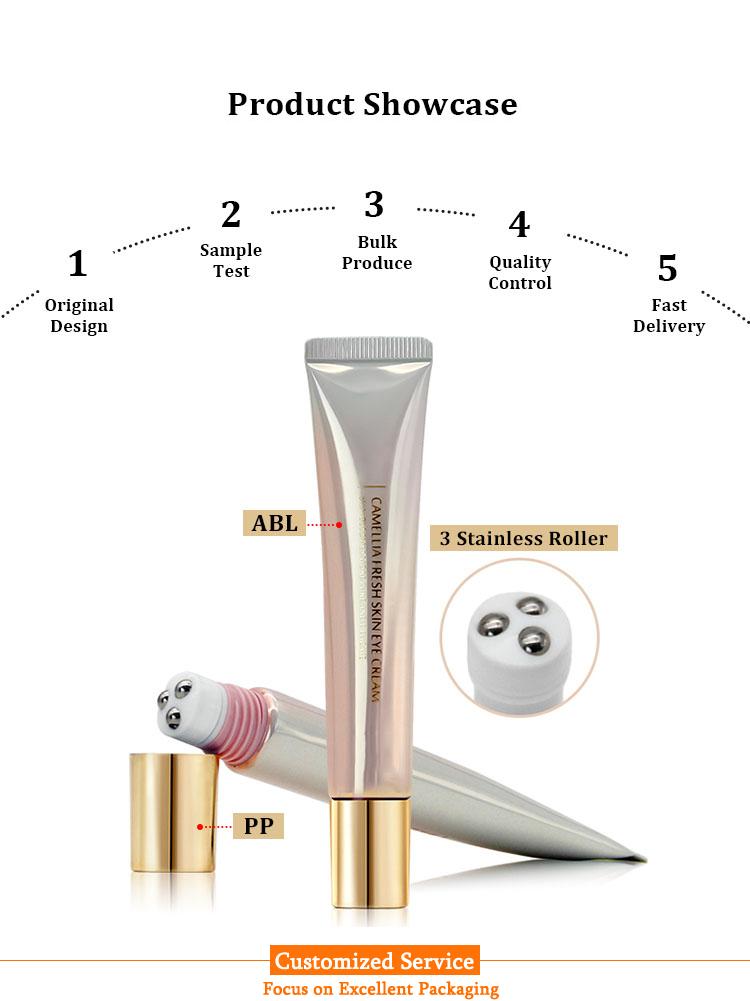 Product Showcase
1
Original
Design
2
Sample
Test
3
Bulk
Produce
4
Quality
Control
5
Fast
Delivery
ABL
3 Stainless Roller
CAMELLIA FRESH SKIN EYE CREAM
PP
Customized Service
Focus on Excellent Packaging